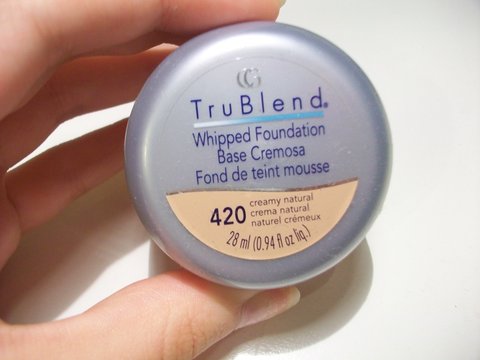 CG
TruBlend®
Whipped Foundation
Base Cremosa
Fond de teint mousse
420
creamy natural
crema natural
naturel crémeux
28 ml (0.94 fl oz liq.)